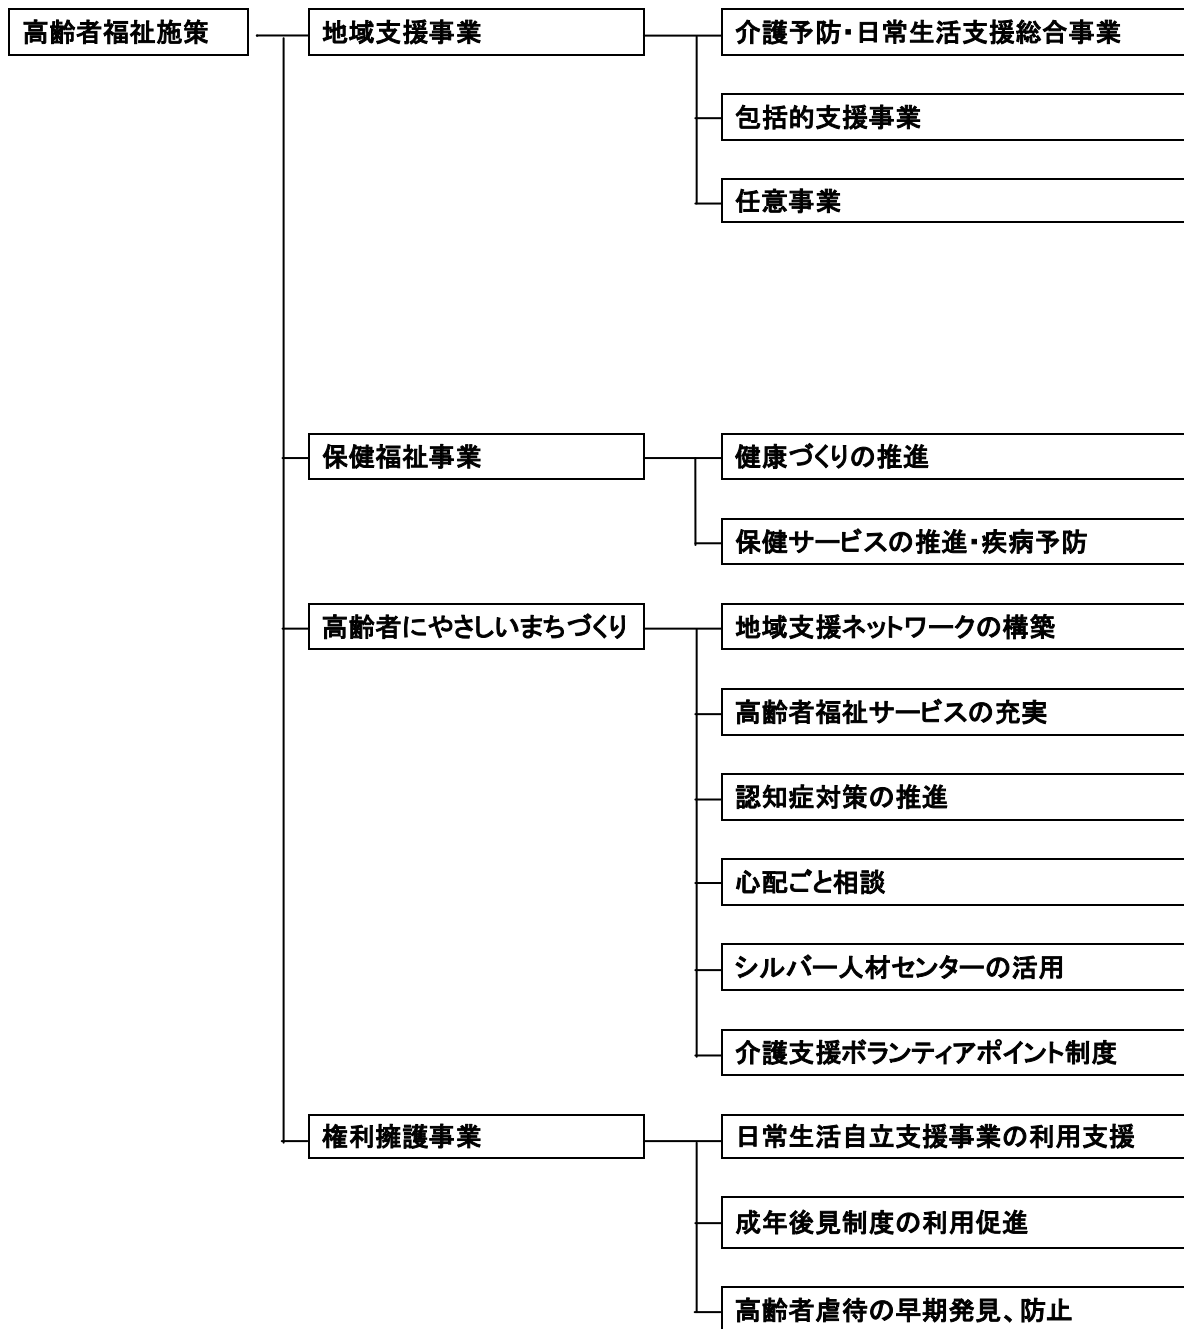 高齢者福祉施策
地域支援事業
介護予防・日常生活支援総合事業
包括的支援事業
任意事業
保健福祉事業
健康づくりの推進
保健サービスの推進・疾病予防
高齢者にやさしいまちづくり
地域支援ネットワークの構築
高齢者福祉サービスの充実
認知症対策の推進
心配ごと相談
シルバー人材センターの活用
介護支援ボランティアポイント制度
権利擁護事業
日常生活自立支援事業の利用支援
成年後見制度の利用促進
高齢者虐待の早期発見、防止